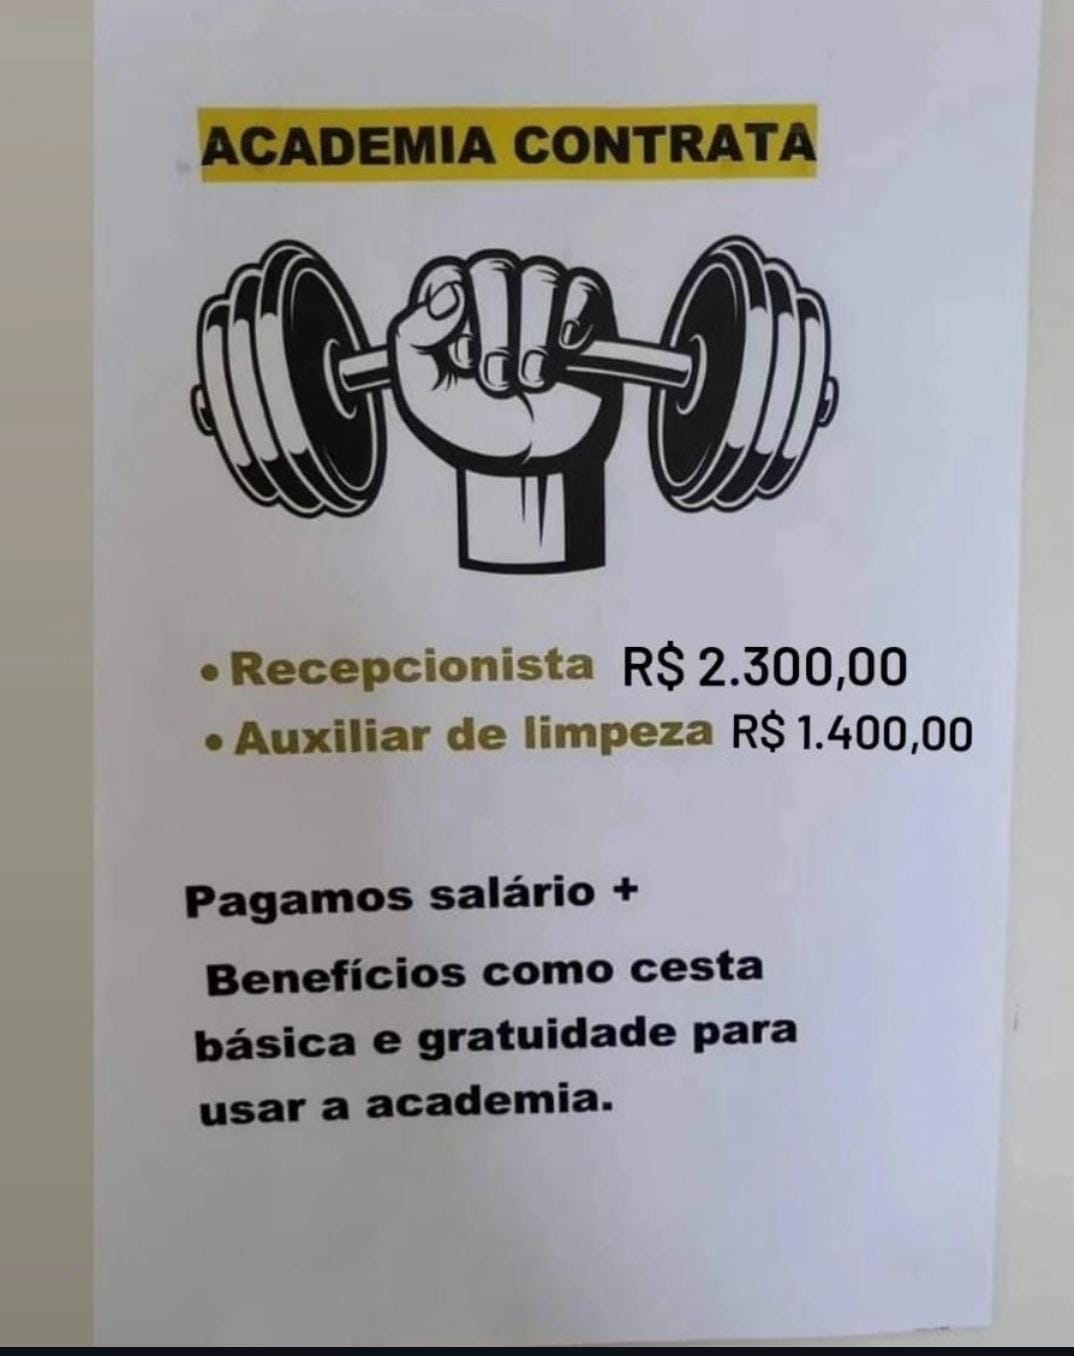 ACADEMIA CONTRATA
• Recepcionista R$ 2.300,00
• Auxiliar de limpeza R$ 1.400,00
Pagamos salário +
Benefícios como cesta
básica e gratuidade para
usar a academia.